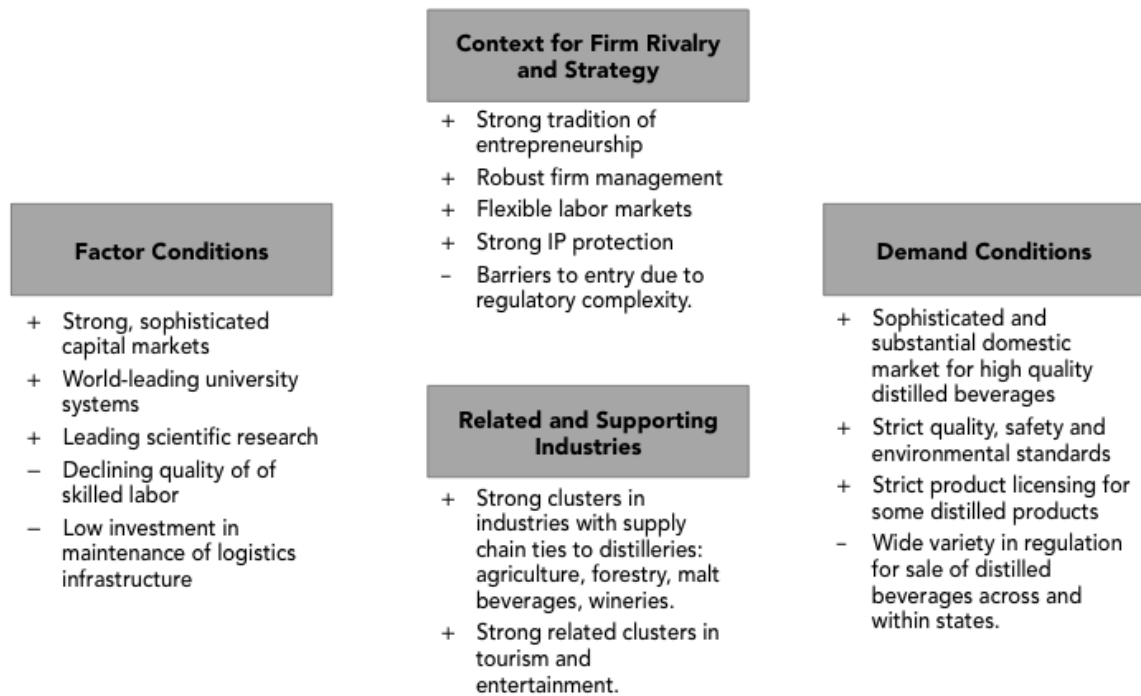 Context for Firm Rivalry
and Strategy
+ Strong tradition of
entrepreneurship
+ Robust firm management
+ Flexible labor markets
+ Strong IP protection
– Barriers to entry due to
regulatory complexity.
Factor Conditions
+ Strong, sophisticated
capital markets
+ World-leading university
systems
+ Leading scientific research
– Declining quality of of
skilled labor
– Low investment in
maintenance of logistics
infrastructure
Related and Supporting
Industries
+ Strong clusters in
industries with supply
chain ties to distilleries:
agriculture, forestry, malt
beverages, wineries.
+ Strong related clusters in
tourism and
entertainment.
Demand Conditions
+ Sophisticated and
substantial domestic
market for high quality
distilled beverages
+ Strict quality, safety and
environmental standards
+ Strict product licensing for
some distilled products
– Wide variety in regulation
for sale of distilled
beverages across and
within states.